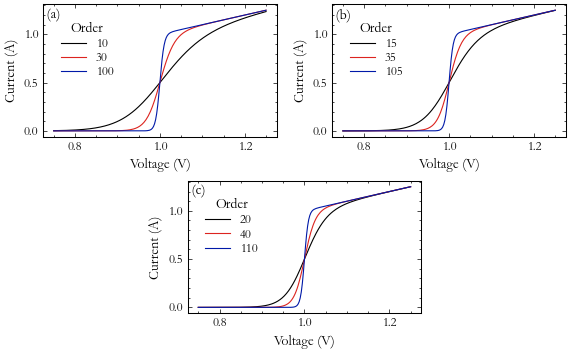 (a)
Order
10
30
100
0.0
0.5
1.0
0.8
1.0
1.2
Current (A)
Voltage (V)
(b)
Order
15
35
105
0.0
0.5
1.0
0.8
1.0
1.2
Current (A)
Voltage (V)
(c)
Order
20
40
110
0.0
0.5
1.0
0.8
1.0
1.2
Current (A)
Voltage (V)